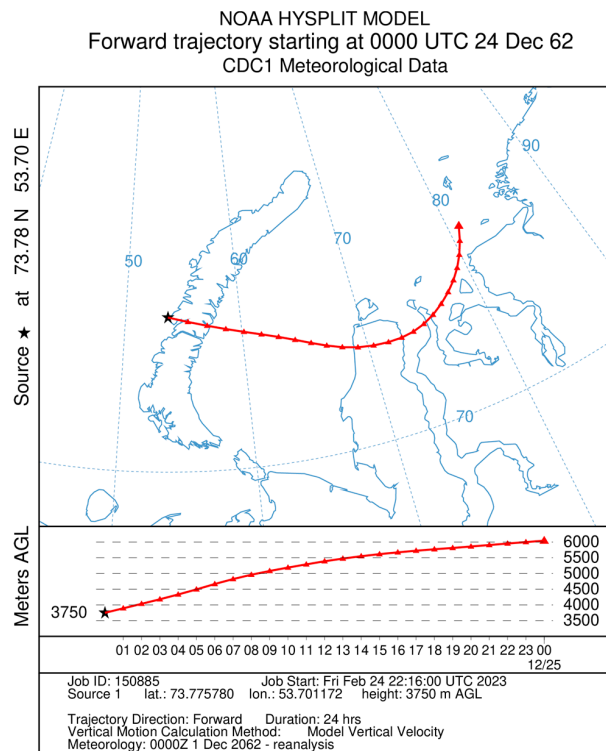 NOAA HYSPLIT MODEL
Forward trajectory starting at 0000 UTC 24 Dec 62
CDC1 Meteorological Data
Source ★ at 73.78 N 53.70 E
90
80
70
60
50
70
Meters AGL
3750
6000
5500
5000
4500
4000
3500
01 02 03 04 05 06 07 08 09 10 11 12 13 14 15 16 17 18 19 20 21 22 23 00
12/25
Job ID: 150885 Job Start: Fri Feb 24 22:16:00 UTC 2023
Source 1 lat.: 73.775780 lon.: 53.701172 height: 3750 m AGL
Trajectory Direction: Forward Duration: 24 hrs
Vertical Motion Calculation Method: Model Vertical Velocity
Meteorology: 0000Z 1 Dec 2062 - reanalysis